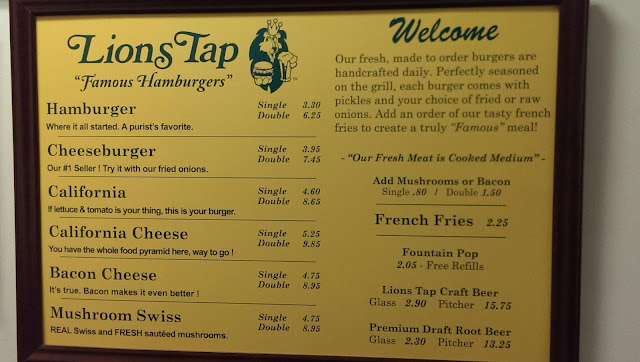 Lions Tap
"Famous Hamburgers"
Hamburger Single 3.30
Double 6.25
Where it all started. A purist's favorite.
Cheeseburger Single 3.95
Double 7.45
Our #1 Seller ! Try it with our fried onions.
California Single 4.60
Double 8.65
If lettuce & tomato is your thing, this is your burger.
California Cheese Single 5.25
Double 9.85
You have the whole food pyramid here, way to go !
Bacon Cheese Single 4.75
Double 8.95
It's true. Bacon makes it even better !
Mushroom Swiss Single 4.75
Double 8.95
REAL Swiss and FRESH sautéed mushrooms.
Welcome
Our fresh, made to order burgers are
handcrafted daily. Perfectly seasoned
on the grill, each burger comes with
pickles and your choice of fried or raw
onions. Add an order of our tasty french
fries to create a truly "Famous" meal!
- "Our Fresh Meat is Cooked Medium" -
Add Mushrooms or Bacon
Single .80 / Double 1.50
French Fries 2.25
Fountain Pop
2.05 - Free Refills
Lions Tap Craft Beer
Glass 2.90 Pitcher 15.75
Premium Draft Root Beer
Glass 2.30 Pitcher 13.25